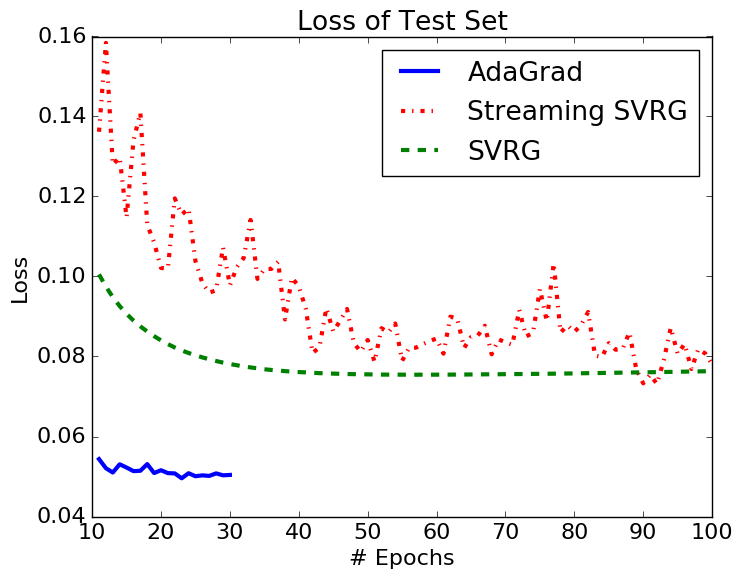 Loss of Test Set
0.16
0.14
0.12
0.10
0.08
0.06
0.04
Loss
AdaGrad
Streaming SVRG
SVRG
10 20 30 40 50 60 70 80 90 100
# Epochs